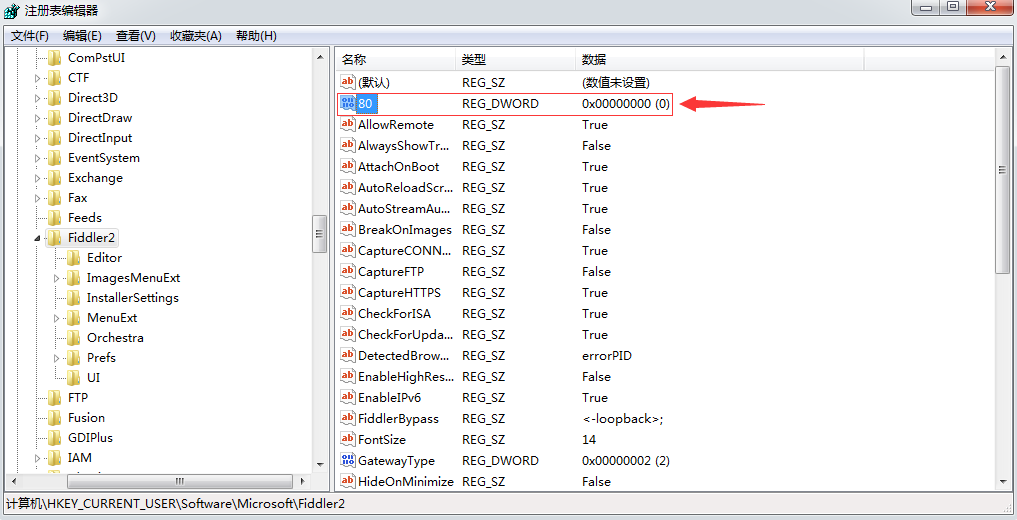 注册表编辑器
文件(F) 编辑(E) 查看(V) 收藏夹(A) 帮助(H)
ComPstUI
CTF
Direct3D
DirectDraw
DirectInput
EventSystem
Exchange
Fax
Feeds
Fiddler2
Editor
ImagesMenuExt
InstallerSettings
MenuExt
Orchestra
Prefs
UI
FTP
Fusion
GDIPlus
IAM
名称 类型 数据
(默认) REG_SZ (数值未设置)
80 REG_DWORD 0x00000000 (0)
AllowRemote REG_SZ True
AlwaysShowTr... REG_SZ False
AttachOnBoot REG_SZ True
AutoReloadScr... REG_SZ True
AutoStreamAu... REG_SZ True
BreakOnImages REG_SZ False
CaptureCONN... REG_SZ True
CaptureFTP REG_SZ False
CaptureHTTPS REG_SZ True
CheckForISA REG_SZ True
CheckForUpda... REG_SZ True
DetectedBrow... REG_SZ errorPID
EnableHighRes... REG_SZ False
EnableIPv6 REG_SZ True
FiddlerBypass REG_SZ <-loopback>;
FontSize REG_SZ 14
GatewayType REG_DWORD 0x00000002 (2)
HideOnMinimize REG_SZ False
计算机\HKEY_CURRENT_USER\Software\Microsoft\Fiddler2